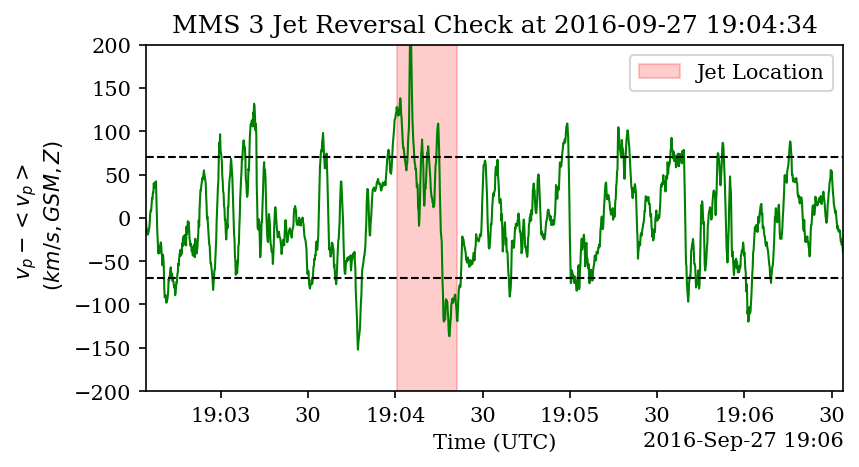 MMS 3 Jet Reversal Check at 2016-09-27 19:04:34
v_p - <v_p>
(km/s, GSM, Z)
200
150
100
50
0
−50
−100
−150
−200
Jet Location
19:03 30 19:04 30 19:05 30 19:06 30
Time (UTC)
2016-Sep-27 19:06